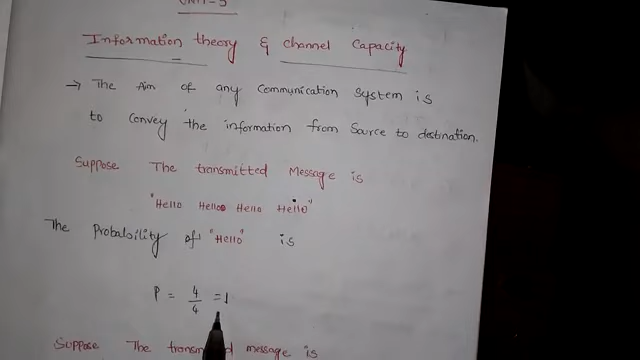 UNIT-5
Information theory & channel Capacity
→ The Aim of any Communication System is
to Convey the information from Source to destination.
Suppose The transmitted Message is
"Hello Hello Hello Hello"
The Probability of "Hello" is
P = 4/4 = 1
Suppose The message is